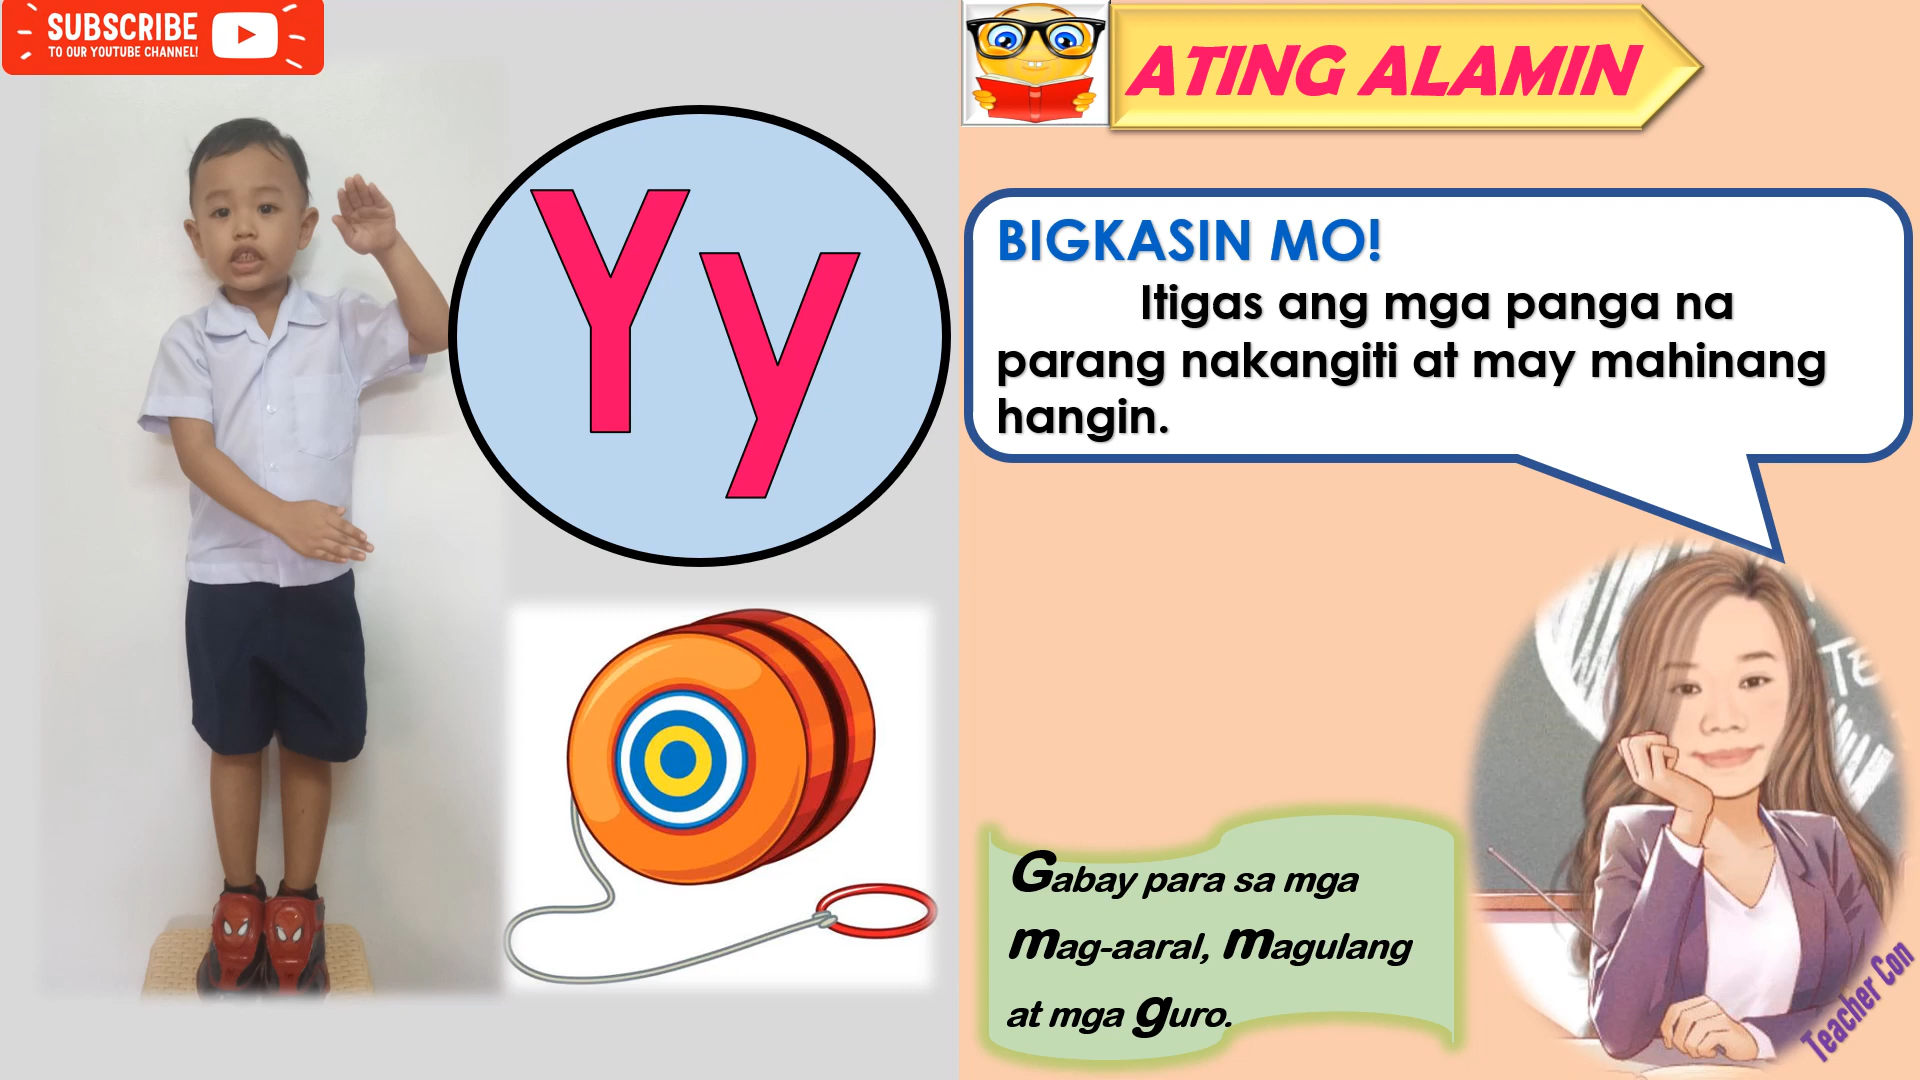 SUBSCRIBE
TO OUR YOUTUBE CHANNEL!
Yy
ATING ALAMIN
BIGKASIN MO!
Itigas ang mga panga na
parang nakangiti at may mahinang
hangin.
Gabay para sa mga
mag-aaral, magulang
at mga guro.
TE
Teacher Con